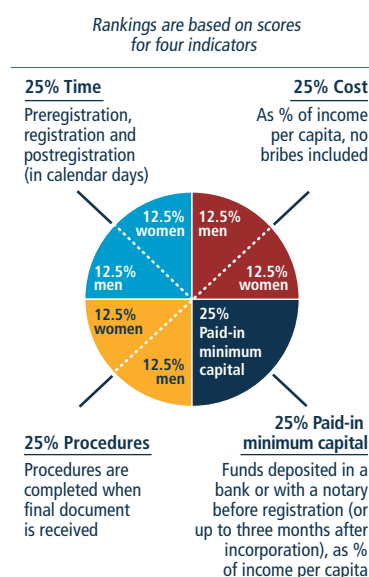 Rankings are based on scores
for four indicators
25% Time
Preregistration,
registration and
postregistration
(in calendar days)
25% Cost
As % of income
per capita, no
bribes included
12.5%
women
12.5%
men
12.5%
men
12.5%
women
12.5%
women
12.5%
men
25%
Paid-in
minimum
capital
25% Procedures
Procedures are
completed when
final document
is received
25% Paid-in
minimum capital
Funds deposited in a
bank or with a notary
before registration (or
up to three months after
incorporation), as %
of income per capita